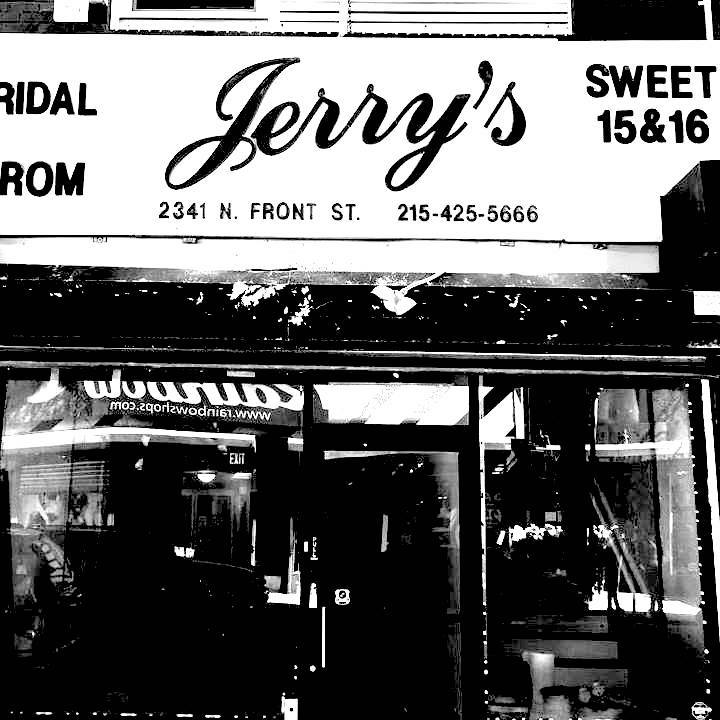 RIDAL
ROM
Jerry's
2341 N. FRONT ST. 215-425-5666
SWEET
15&16
Rainbow
www.rainbowshops.com
EXIT